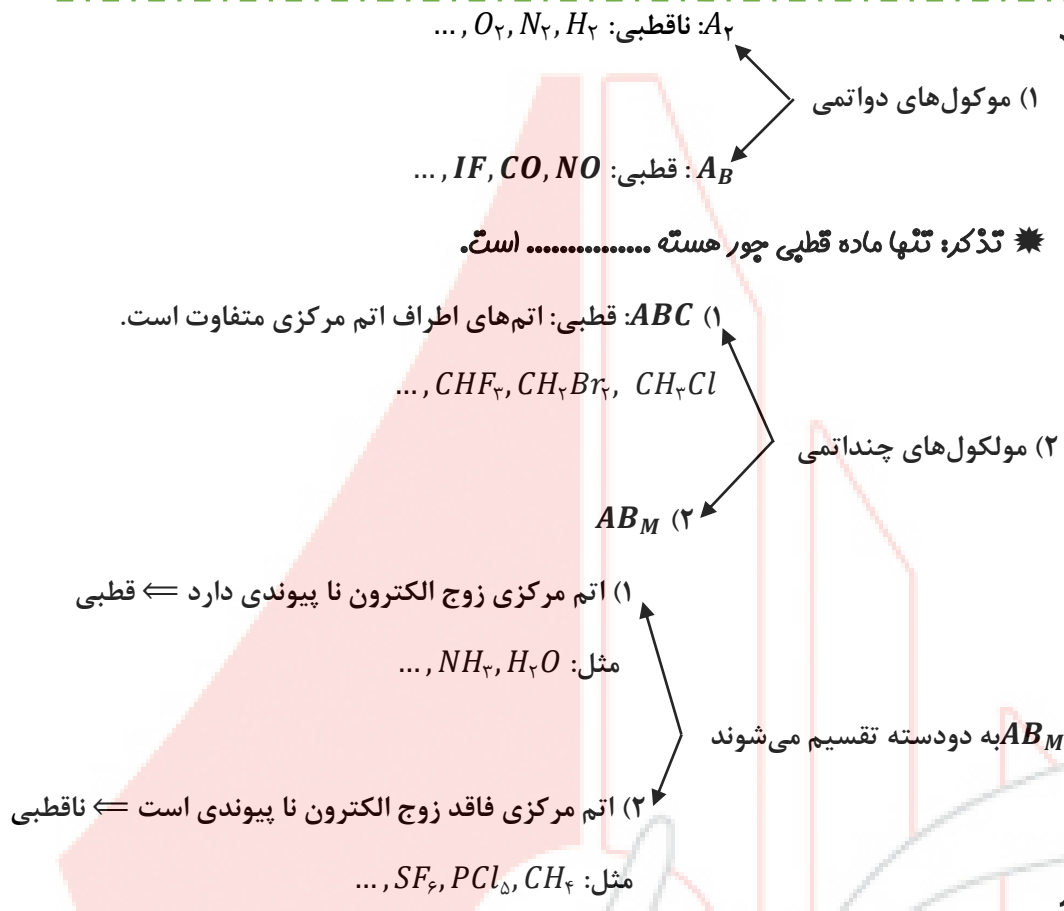 A₂: ناقطبی: O₂, N₂, H₂ , ...
۱) موکول‌های دواتمی
A_B : قطبی: IF, CO, NO , ...
تذکر: تنها ماده قطبی جور هسته ............... است.
۱) ABC: قطبی: اتم‌های اطراف اتم مرکزی متفاوت است.
... , CHF₃, CH₂Br₂, CH₃Cl
۲) مولکول‌های چنداتمی
۲) AB_M
۱) اتم مرکزی زوج الکترون نا پیوندی دارد ⟸ قطبی
مثل: NH₃, H₂O , ...
AB_M به دودسته تقسیم می‌شوند
۲) اتم مرکزی فاقد زوج الکترون نا پیوندی است ⟸ ناقطبی
مثل: SF₆, PCl₅, CH₄ , ...